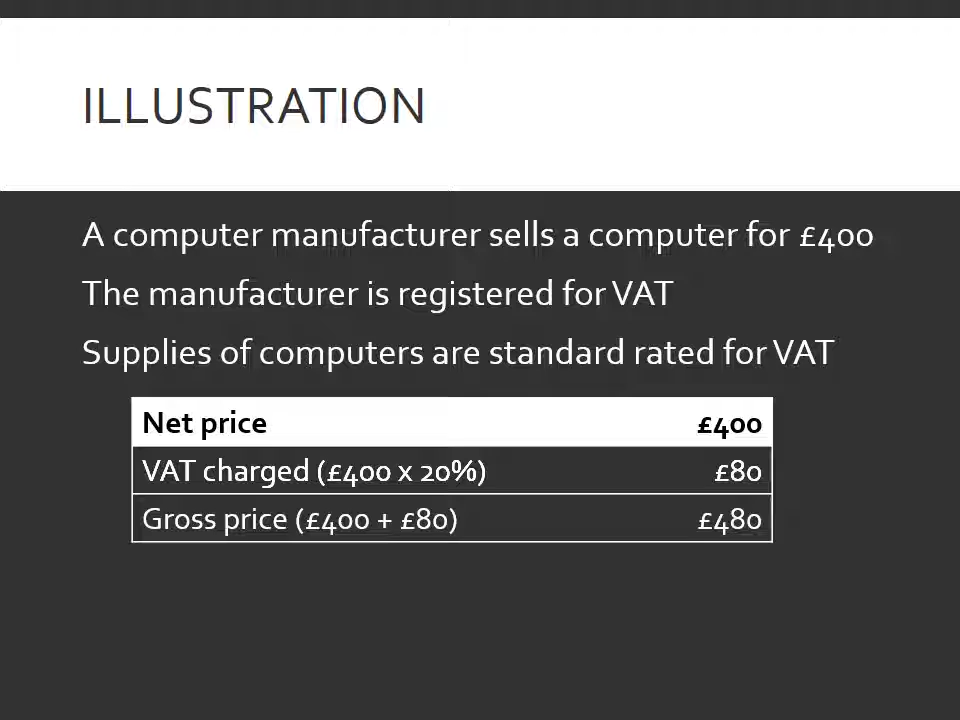 ILLUSTRATION
A computer manufacturer sells a computer for £400
The manufacturer is registered for VAT
Supplies of computers are standard rated for VAT
Net price £400
VAT charged (£400 x 20%) £80
Gross price (£400 + £80) £480